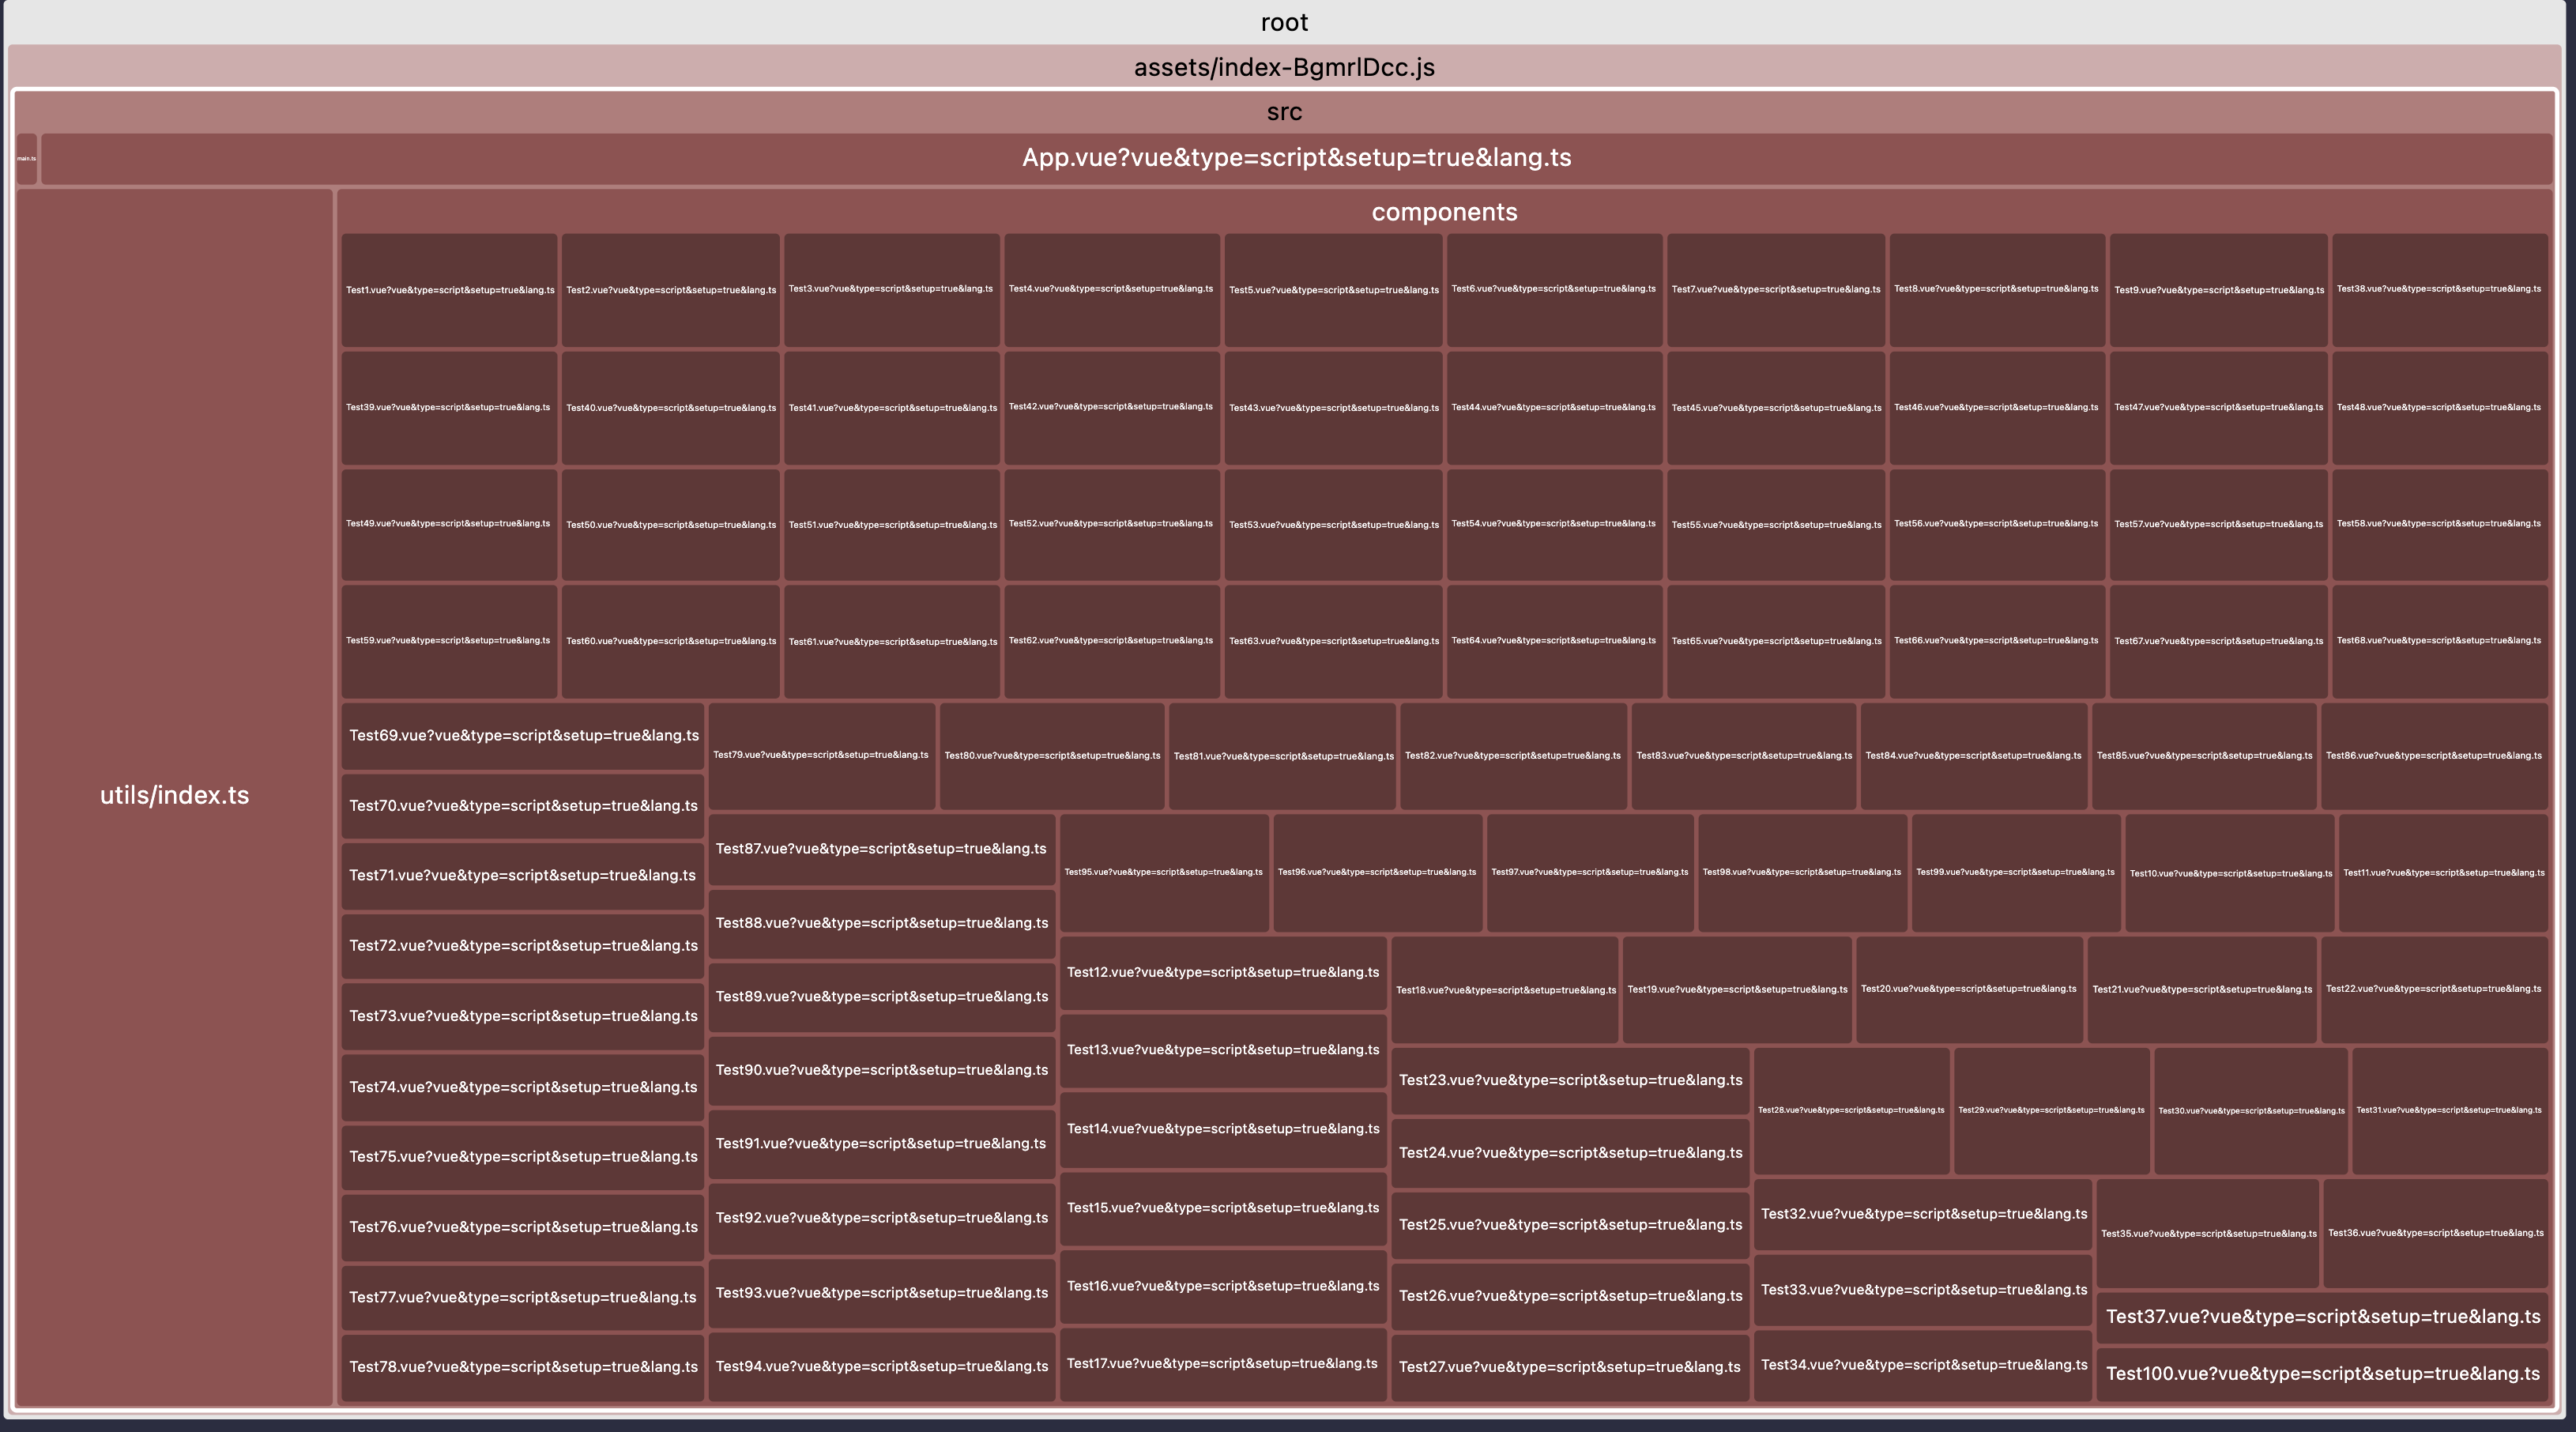 root
assets/index-BgmrlDcc.js
src
main.ts
App.vue?vue&type=script&setup=true&lang.ts
utils/index.ts
components
Test1.vue?vue&type=script&setup=true&lang.ts
Test2.vue?vue&type=script&setup=true&lang.ts
Test3.vue?vue&type=script&setup=true&lang.ts
Test4.vue?vue&type=script&setup=true&lang.ts
Test5.vue?vue&type=script&setup=true&lang.ts
Test6.vue?vue&type=script&setup=true&lang.ts
Test7.vue?vue&type=script&setup=true&lang.ts
Test8.vue?vue&type=script&setup=true&lang.ts
Test9.vue?vue&type=script&setup=true&lang.ts
Test38.vue?vue&type=script&setup=true&lang.ts
Test39.vue?vue&type=script&setup=true&lang.ts
Test40.vue?vue&type=script&setup=true&lang.ts
Test41.vue?vue&type=script&setup=true&lang.ts
Test42.vue?vue&type=script&setup=true&lang.ts
Test43.vue?vue&type=script&setup=true&lang.ts
Test44.vue?vue&type=script&setup=true&lang.ts
Test45.vue?vue&type=script&setup=true&lang.ts
Test46.vue?vue&type=script&setup=true&lang.ts
Test47.vue?vue&type=script&setup=true&lang.ts
Test48.vue?vue&type=script&setup=true&lang.ts
Test49.vue?vue&type=script&setup=true&lang.ts
Test50.vue?vue&type=script&setup=true&lang.ts
Test51.vue?vue&type=script&setup=true&lang.ts
Test52.vue?vue&type=script&setup=true&lang.ts
Test53.vue?vue&type=script&setup=true&lang.ts
Test54.vue?vue&type=script&setup=true&lang.ts
Test55.vue?vue&type=script&setup=true&lang.ts
Test56.vue?vue&type=script&setup=true&lang.ts
Test57.vue?vue&type=script&setup=true&lang.ts
Test58.vue?vue&type=script&setup=true&lang.ts
Test59.vue?vue&type=script&setup=true&lang.ts
Test60.vue?vue&type=script&setup=true&lang.ts
Test61.vue?vue&type=script&setup=true&lang.ts
Test62.vue?vue&type=script&setup=true&lang.ts
Test63.vue?vue&type=script&setup=true&lang.ts
Test64.vue?vue&type=script&setup=true&lang.ts
Test65.vue?vue&type=script&setup=true&lang.ts
Test66.vue?vue&type=script&setup=true&lang.ts
Test67.vue?vue&type=script&setup=true&lang.ts
Test68.vue?vue&type=script&setup=true&lang.ts
Test69.vue?vue&type=script&setup=true&lang.ts
Test70.vue?vue&type=script&setup=true&lang.ts
Test71.vue?vue&type=script&setup=true&lang.ts
Test72.vue?vue&type=script&setup=true&lang.ts
Test73.vue?vue&type=script&setup=true&lang.ts
Test74.vue?vue&type=script&setup=true&lang.ts
Test75.vue?vue&type=script&setup=true&lang.ts
Test76.vue?vue&type=script&setup=true&lang.ts
Test77.vue?vue&type=script&setup=true&lang.ts
Test78.vue?vue&type=script&setup=true&lang.ts
Test79.vue?vue&type=script&setup=true&lang.ts
Test80.vue?vue&type=script&setup=true&lang.ts
Test81.vue?vue&type=script&setup=true&lang.ts
Test82.vue?vue&type=script&setup=true&lang.ts
Test83.vue?vue&type=script&setup=true&lang.ts
Test84.vue?vue&type=script&setup=true&lang.ts
Test85.vue?vue&type=script&setup=true&lang.ts
Test86.vue?vue&type=script&setup=true&lang.ts
Test87.vue?vue&type=script&setup=true&lang.ts
Test88.vue?vue&type=script&setup=true&lang.ts
Test89.vue?vue&type=script&setup=true&lang.ts
Test90.vue?vue&type=script&setup=true&lang.ts
Test91.vue?vue&type=script&setup=true&lang.ts
Test92.vue?vue&type=script&setup=true&lang.ts
Test93.vue?vue&type=script&setup=true&lang.ts
Test94.vue?vue&type=script&setup=true&lang.ts
Test95.vue?vue&type=script&setup=true&lang.ts
Test96.vue?vue&type=script&setup=true&lang.ts
Test97.vue?vue&type=script&setup=true&lang.ts
Test98.vue?vue&type=script&setup=true&lang.ts
Test99.vue?vue&type=script&setup=true&lang.ts
Test10.vue?vue&type=script&setup=true&lang.ts
Test11.vue?vue&type=script&setup=true&lang.ts
Test12.vue?vue&type=script&setup=true&lang.ts
Test13.vue?vue&type=script&setup=true&lang.ts
Test14.vue?vue&type=script&setup=true&lang.ts
Test15.vue?vue&type=script&setup=true&lang.ts
Test16.vue?vue&type=script&setup=true&lang.ts
Test17.vue?vue&type=script&setup=true&lang.ts
Test18.vue?vue&type=script&setup=true&lang.ts
Test19.vue?vue&type=script&setup=true&lang.ts
Test20.vue?vue&type=script&setup=true&lang.ts
Test21.vue?vue&type=script&setup=true&lang.ts
Test22.vue?vue&type=script&setup=true&lang.ts
Test23.vue?vue&type=script&setup=true&lang.ts
Test24.vue?vue&type=script&setup=true&lang.ts
Test25.vue?vue&type=script&setup=true&lang.ts
Test26.vue?vue&type=script&setup=true&lang.ts
Test27.vue?vue&type=script&setup=true&lang.ts
Test28.vue?vue&type=script&setup=true&lang.ts
Test29.vue?vue&type=script&setup=true&lang.ts
Test30.vue?vue&type=script&setup=true&lang.ts
Test31.vue?vue&type=script&setup=true&lang.ts
Test32.vue?vue&type=script&setup=true&lang.ts
Test33.vue?vue&type=script&setup=true&lang.ts
Test34.vue?vue&type=script&setup=true&lang.ts
Test35.vue?vue&type=script&setup=true&lang.ts
Test36.vue?vue&type=script&setup=true&lang.ts
Test37.vue?vue&type=script&setup=true&lang.ts
Test100.vue?vue&type=script&setup=true&lang.ts